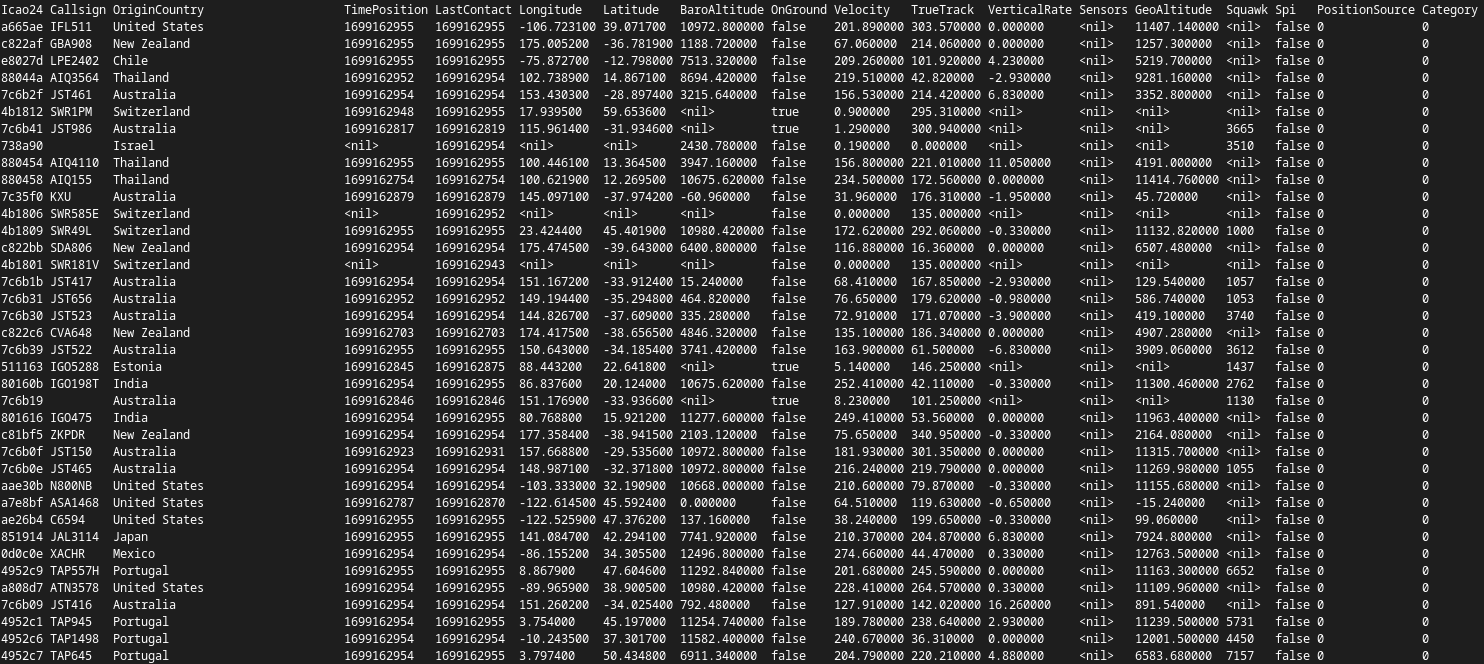 Icao24 Callsign OriginCountry TimePosition LastContact Longitude Latitude BaroAltitude OnGround Velocity TrueTrack VerticalRate Sensors GeoAltitude Squawk Spi PositionSource Category
a665ae IFL511 United States 1699162955 1699162955 -106.723100 39.071700 10972.800000 false 201.890000 303.570000 0.000000 <nil> 11407.140000 <nil> false 0 0
c822af GBA908 New Zealand 1699162955 1699162955 175.005200 -36.781900 1188.720000 false 67.060000 214.060000 0.000000 <nil> 1257.300000 <nil> false 0 0
e8027d LPE2402 Chile 1699162955 1699162955 -75.872700 -12.798000 7513.320000 false 209.260000 101.920000 4.230000 <nil> 5219.700000 <nil> false 0 0
88044a AIQ3564 Thailand 1699162952 1699162954 102.738900 14.867100 8694.420000 false 219.510000 42.820000 -2.930000 <nil> 9281.160000 <nil> false 0 0
7c6b2f JST461 Australia 1699162954 1699162955 153.430300 -28.897400 3215.640000 false 156.530000 214.420000 6.830000 <nil> 3352.800000 <nil> false 0 0
4b1812 SWR1PM Switzerland 1699162948 1699162955 17.939500 59.653600 <nil> true 0.900000 295.310000 <nil> <nil> <nil> <nil> false 0 0
7c6b41 JST986 Australia 1699162817 1699162819 115.961400 -31.934600 <nil> true 1.290000 300.940000 <nil> <nil> <nil> 3665 false 0 0
738a90 Israel <nil> 1699162954 <nil> <nil> 2430.780000 false 0.190000 0.000000 <nil> <nil> <nil> 3510 false 0 0
880454 AIQ4110 Thailand 1699162955 1699162955 100.446100 13.364500 3947.160000 false 156.800000 221.010000 11.050000 <nil> 4191.000000 <nil> false 0 0
880458 AIQ155 Thailand 1699162754 1699162754 100.621900 12.269500 10675.620000 false 234.500000 172.560000 0.000000 <nil> 11414.760000 <nil> false 0 0
7c35f0 KXU Australia 1699162879 1699162879 145.097100 -37.974200 -60.960000 false 31.960000 176.310000 -1.950000 <nil> 45.720000 <nil> false 0 0
4b1806 SWR585E Switzerland <nil> 1699162952 <nil> <nil> <nil> false 0.000000 135.000000 <nil> <nil> <nil> <nil> false 0 0
4b1809 SWR49L Switzerland 1699162955 1699162955 23.424400 45.401900 10980.420000 false 172.620000 292.060000 -0.330000 <nil> 11132.820000 1000 false 0 0
c822bb SDA806 New Zealand 1699162954 1699162955 175.474500 -39.643000 6400.800000 false 116.880000 16.360000 0.000000 <nil> 6507.480000 <nil> false 0 0
4b1801 SWR181V Switzerland <nil> 1699162943 <nil> <nil> <nil> false 0.000000 135.000000 <nil> <nil> <nil> <nil> false 0 0
7c6b1b JST417 Australia 1699162954 1699162954 151.167200 -33.912400 15.240000 false 68.410000 167.850000 -2.930000 <nil> 129.540000 1057 false 0 0
7c6b31 JST656 Australia 1699162952 1699162955 149.194400 -35.294800 464.820000 false 76.650000 179.620000 -0.980000 <nil> 586.740000 1053 false 0 0
7c6b30 JST523 Australia 1699162954 1699162954 144.826700 -37.609000 335.280000 false 72.910000 171.070000 -3.900000 <nil> 419.100000 3740 false 0 0
c822c6 CVA648 New Zealand 1699162703 1699162703 174.417500 -38.656500 4846.320000 false 135.100000 186.340000 0.000000 <nil> 4907.280000 <nil> false 0 0
7c6b39 JST522 Australia 1699162954 1699162955 150.643000 -34.185400 3741.420000 false 163.900000 61.500000 -6.830000 <nil> 3909.060000 3612 false 0 0
511163 IGO5288 Estonia 1699162845 1699162875 88.443200 22.641800 <nil> true 5.140000 146.250000 <nil> <nil> <nil> 1437 false 0 0
80160b IGO198T India 1699162954 1699162954 86.837600 20.124000 10675.620000 false 252.410000 42.110000 -0.330000 <nil> 11300.460000 2762 false 0 0
7c6b19 Australia 1699162846 1699162846 151.176900 -33.936600 <nil> true 8.230000 101.250000 <nil> <nil> <nil> 1130 false 0 0
801616 IGO475 India 1699162954 1699162955 80.768800 15.921200 11277.600000 false 249.410000 53.560000 0.000000 <nil> 11963.400000 <nil> false 0 0
c81bf5 ZKPDR New Zealand 1699162954 1699162954 177.358400 -38.941500 2103.120000 false 75.650000 340.950000 -0.330000 <nil> 2164.080000 <nil> false 0 0
7c6b0f JST150 Australia 1699162923 1699162931 157.668800 -29.535600 10972.800000 false 181.930000 301.350000 0.000000 <nil> 11315.700000 <nil> false 0 0
7c6b0e JST465 Australia 1699162954 1699162954 148.987100 -32.371800 10972.800000 false 216.240000 219.790000 0.000000 <nil> 11269.980000 1055 false 0 0
aae30b N800NB United States 1699162954 1699162954 -103.333000 32.190900 10668.000000 false 210.600000 79.870000 -0.330000 <nil> 11155.680000 <nil> false 0 0
a7e8bf ASA1468 United States 1699162787 1699162870 -122.614500 45.592400 0.000000 false 64.510000 119.630000 -0.650000 <nil> -15.240000 <nil> false 0 0
ae26b4 C6594 United States 1699162955 1699162955 -122.525900 47.376200 137.160000 false 38.240000 199.650000 -0.330000 <nil> 99.060000 <nil> false 0 0
851914 JAL3114 Japan 1699162955 1699162955 141.084700 42.294100 7741.920000 false 210.370000 204.870000 6.830000 <nil> 7924.800000 <nil> false 0 0
0d0c0e XACHR Mexico 1699162954 1699162954 -86.155200 34.305500 12496.800000 false 274.660000 44.470000 0.330000 <nil> 12763.500000 <nil> false 0 0
4952c9 TAP557H Portugal 1699162955 1699162955 8.867900 47.604600 11292.840000 false 201.680000 245.590000 0.000000 <nil> 11163.300000 6652 false 0 0
a808d7 ATN3578 United States 1699162954 1699162954 -89.965900 38.900500 10980.420000 false 228.410000 264.570000 0.330000 <nil> 11109.960000 <nil> false 0 0
7c6b09 JST416 Australia 1699162954 1699162954 151.260200 -34.025400 792.480000 false 127.910000 142.020000 16.260000 <nil> 891.540000 <nil> false 0 0
4952c1 TAP945 Portugal 1699162954 1699162954 3.754000 45.197000 11254.740000 false 189.780000 238.640000 2.930000 <nil> 11239.500000 5731 false 0 0
4952c6 TAP1498 Portugal 1699162954 1699162954 -10.243500 37.301700 11582.400000 false 240.670000 36.310000 0.000000 <nil> 12001.500000 4450 false 0 0
4952c7 TAP645 Portugal 1699162954 1699162954 3.797400 50.434800 6911.340000 false 204.790000 220.210000 4.880000 <nil> 6583.680000 7157 false 0 0